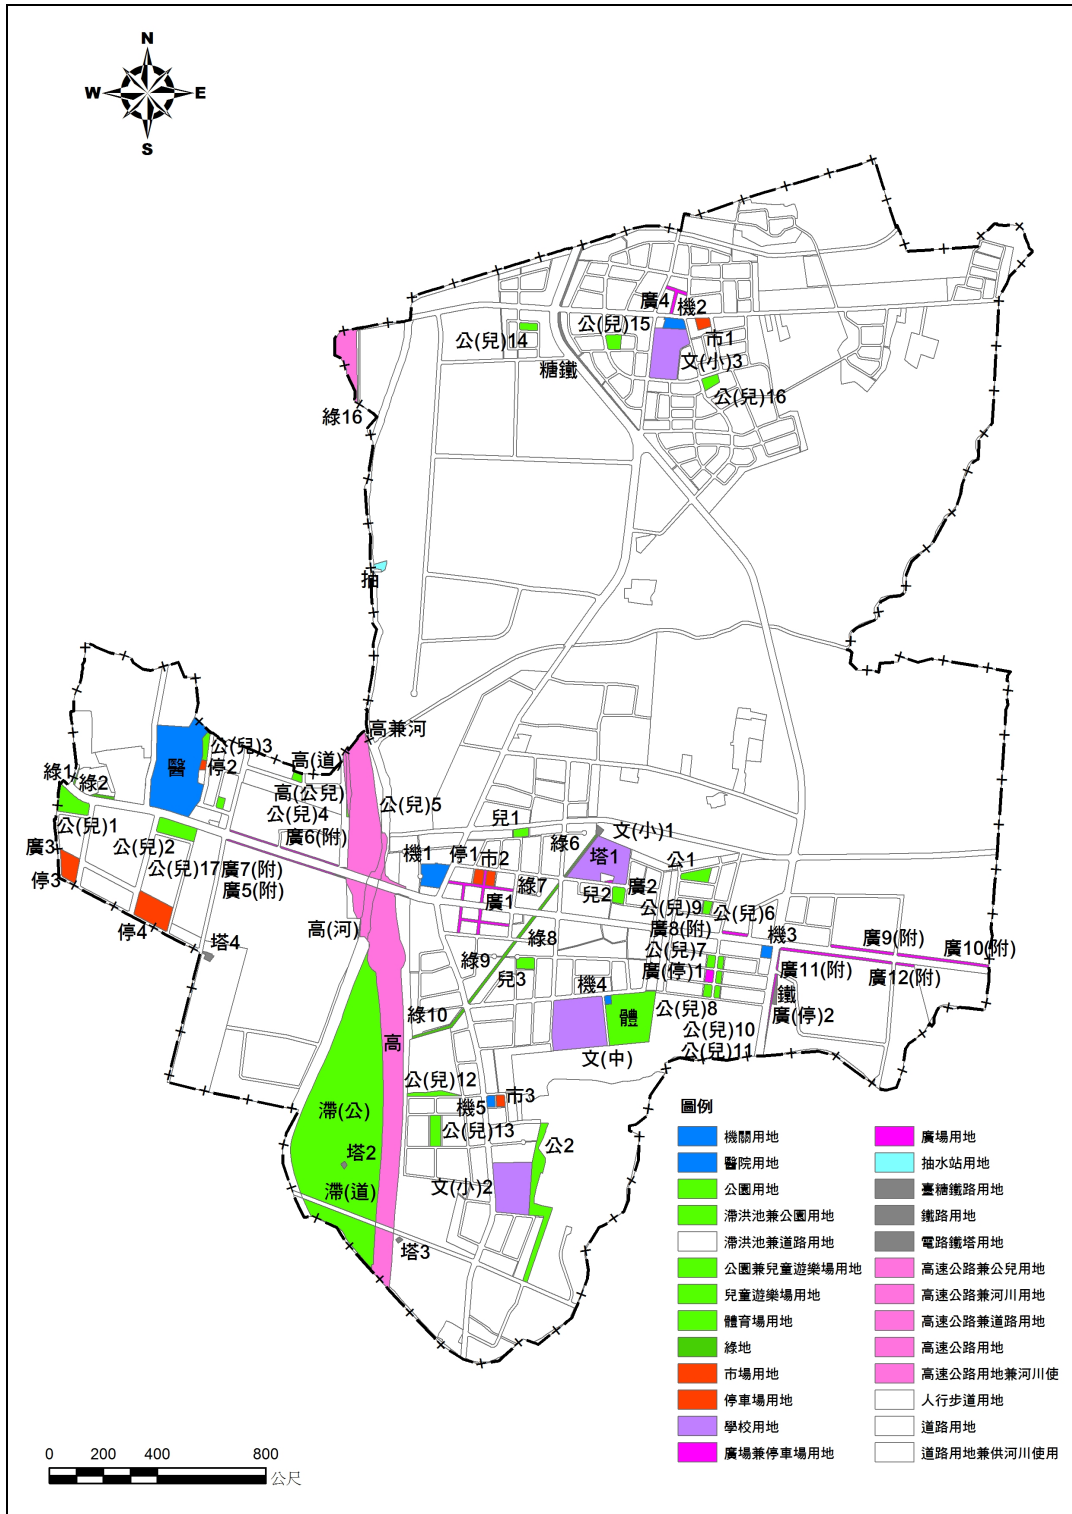 N
W E
S
廣4
機2
公(兒)15
公(兒)14
市1
文(小)3
糖鐵
公(兒)16
綠16
抽
高兼河
公(兒)3
高(道)
醫
停2
綠1
綠2
高(公兒)
公(兒)5
公(兒)4
兒1
公(兒)1
文(小)1
廣6(附)
綠6
公(兒)2
廣3
停1
市2
塔1
公1
機1
公(兒)17
廣7(附)
停3
廣5(附)
綠7
兒2
廣2
廣1
公(兒)9
公(兒)6
停4
高(河)
廣8(附)
機3
塔4
綠8
廣9(附)
公(兒)7
廣10(附)
綠9
兒3
廣(停)1
廣11(附)
廣12(附)
機4
鐵
綠10
體
公(兒)8
廣(停)2
高
公(兒)10
文(中)
公(兒)11
公(兒)12
機5
市3
滯(公)
公(兒)13
公2
塔2
滯(道)
文(小)2
塔3
圖例
機關用地
醫院用地
公園用地
滯洪池兼公園用地
滯洪池兼道路用地
公園兼兒童遊樂場用地
兒童遊樂場用地
體育場用地
綠地
市場用地
停車場用地
學校用地
廣場兼停車場用地
廣場用地
抽水站用地
臺糖鐵路用地
鐵路用地
電路鐵塔用地
高速公路兼公兒用地
高速公路兼河川用地
高速公路兼道路用地
高速公路用地
高速公路用地兼河川使
人行步道用地
道路用地
道路用地兼供河川使用
0 200 400 800
公尺